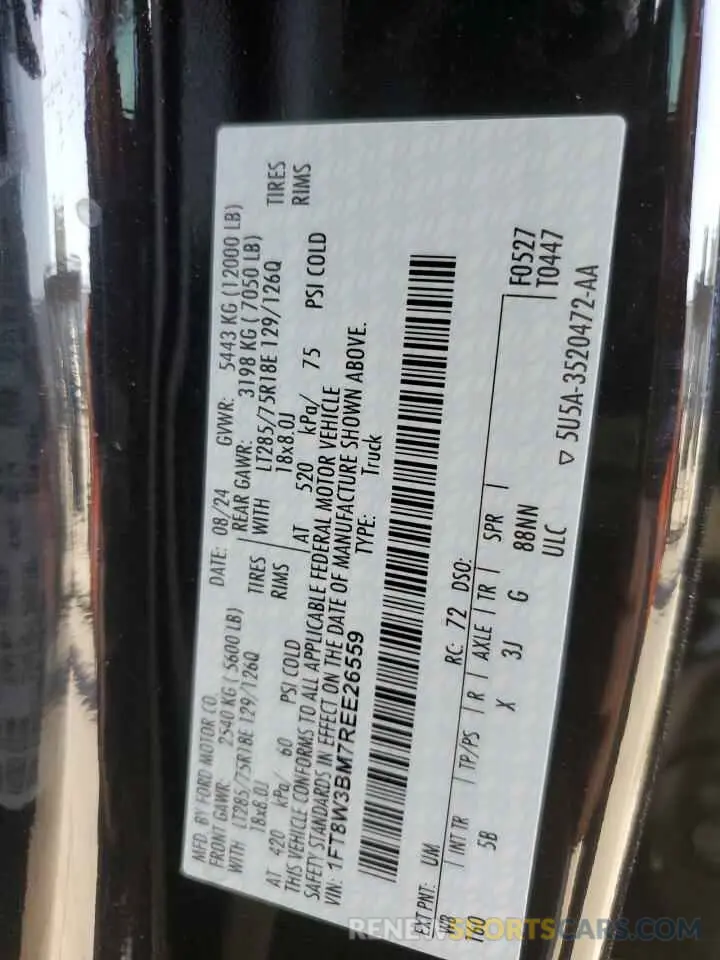 MFD. BY FORD MOTOR CO.
DATE: 08/24 GVWR: 5443 KG (12000 LB)
FRONT GAWR: 2540 KG ( 5600 LB) REAR GAWR: 3198 KG ( 7050 LB)
WITH LT285/75R18E 129/126Q TIRES WITH LT285/75R18E 129/126Q TIRES
18x8.0J RIMS 18x8.0J RIMS
AT 420 kPa/ 60 PSI COLD AT 520 kPa/ 75 PSI COLD
THIS VEHICLE CONFORMS TO ALL APPLICABLE FEDERAL MOTOR VEHICLE
SAFETY STANDARDS IN EFFECT ON THE DATE OF MANUFACTURE SHOWN ABOVE.
VIN: 1FT8W3BM7REE26559 TYPE: Truck
EXT PNT: UM RC: 72 DSO: F0527
WB INT TR TP/PS R AXLE TR SPR T0447
160 5B X 3J G 88NN
ULC ▽ 5U5A-3520472-AA
RENEWSPORTSCARS.COM